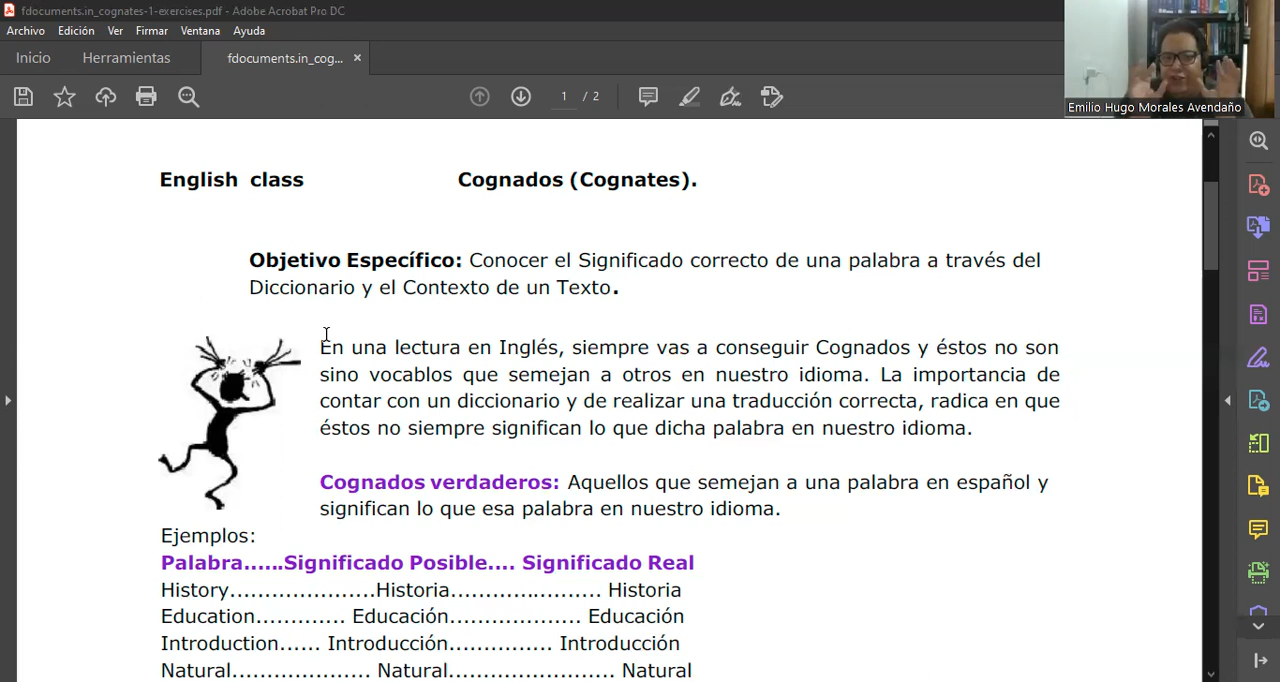 fdocuments.in_cognates-1-exercises.pdf - Adobe Acrobat Pro DC
Archivo Edición Ver Firmar Ventana Ayuda
Inicio Herramientas fdocuments.in_cog... ×
1 / 2
Emilio Hugo Morales Avendaño
English class Cognados (Cognates).
Objetivo Específico: Conocer el Significado correcto de una palabra a través del
Diccionario y el Contexto de un Texto.
En una lectura en Inglés, siempre vas a conseguir Cognados y éstos no son
sino vocablos que semejan a otros en nuestro idioma. La importancia de
contar con un diccionario y de realizar una traducción correcta, radica en que
éstos no siempre significan lo que dicha palabra en nuestro idioma.
Cognados verdaderos: Aquellos que semejan a una palabra en español y
significan lo que esa palabra en nuestro idioma.
Ejemplos:
Palabra......Significado Posible.... Significado Real
History.....................Historia...................... Historia
Education............. Educación................... Educación
Introduction...... Introducción............... Introducción
Natural.................... Natural........................ Natural